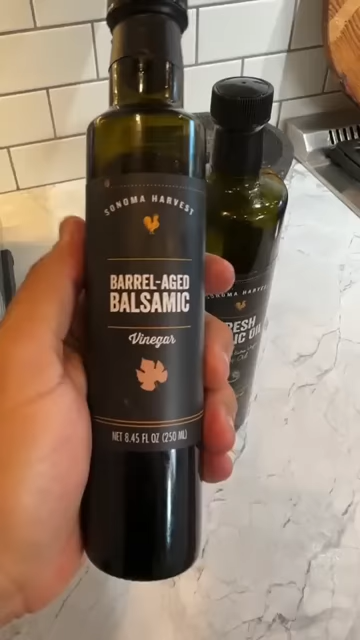 SONOMA HARVEST
BARREL-AGED
BALSAMIC
Vinegar
NET 8.45 FL OZ (250 ML)
SONOMA HARVEST
RESH
IC OIL